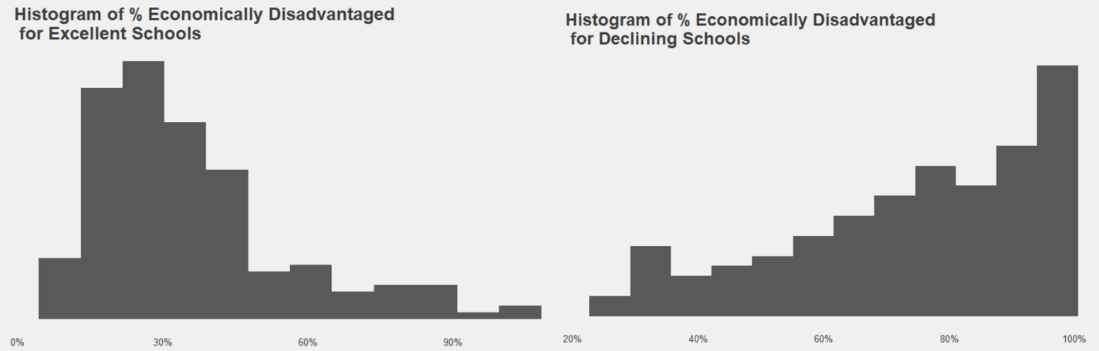 Histogram of % Economically Disadvantaged
for Excellent Schools
0% 30% 60% 90%
Histogram of % Economically Disadvantaged
for Declining Schools
20% 40% 60% 80% 100%